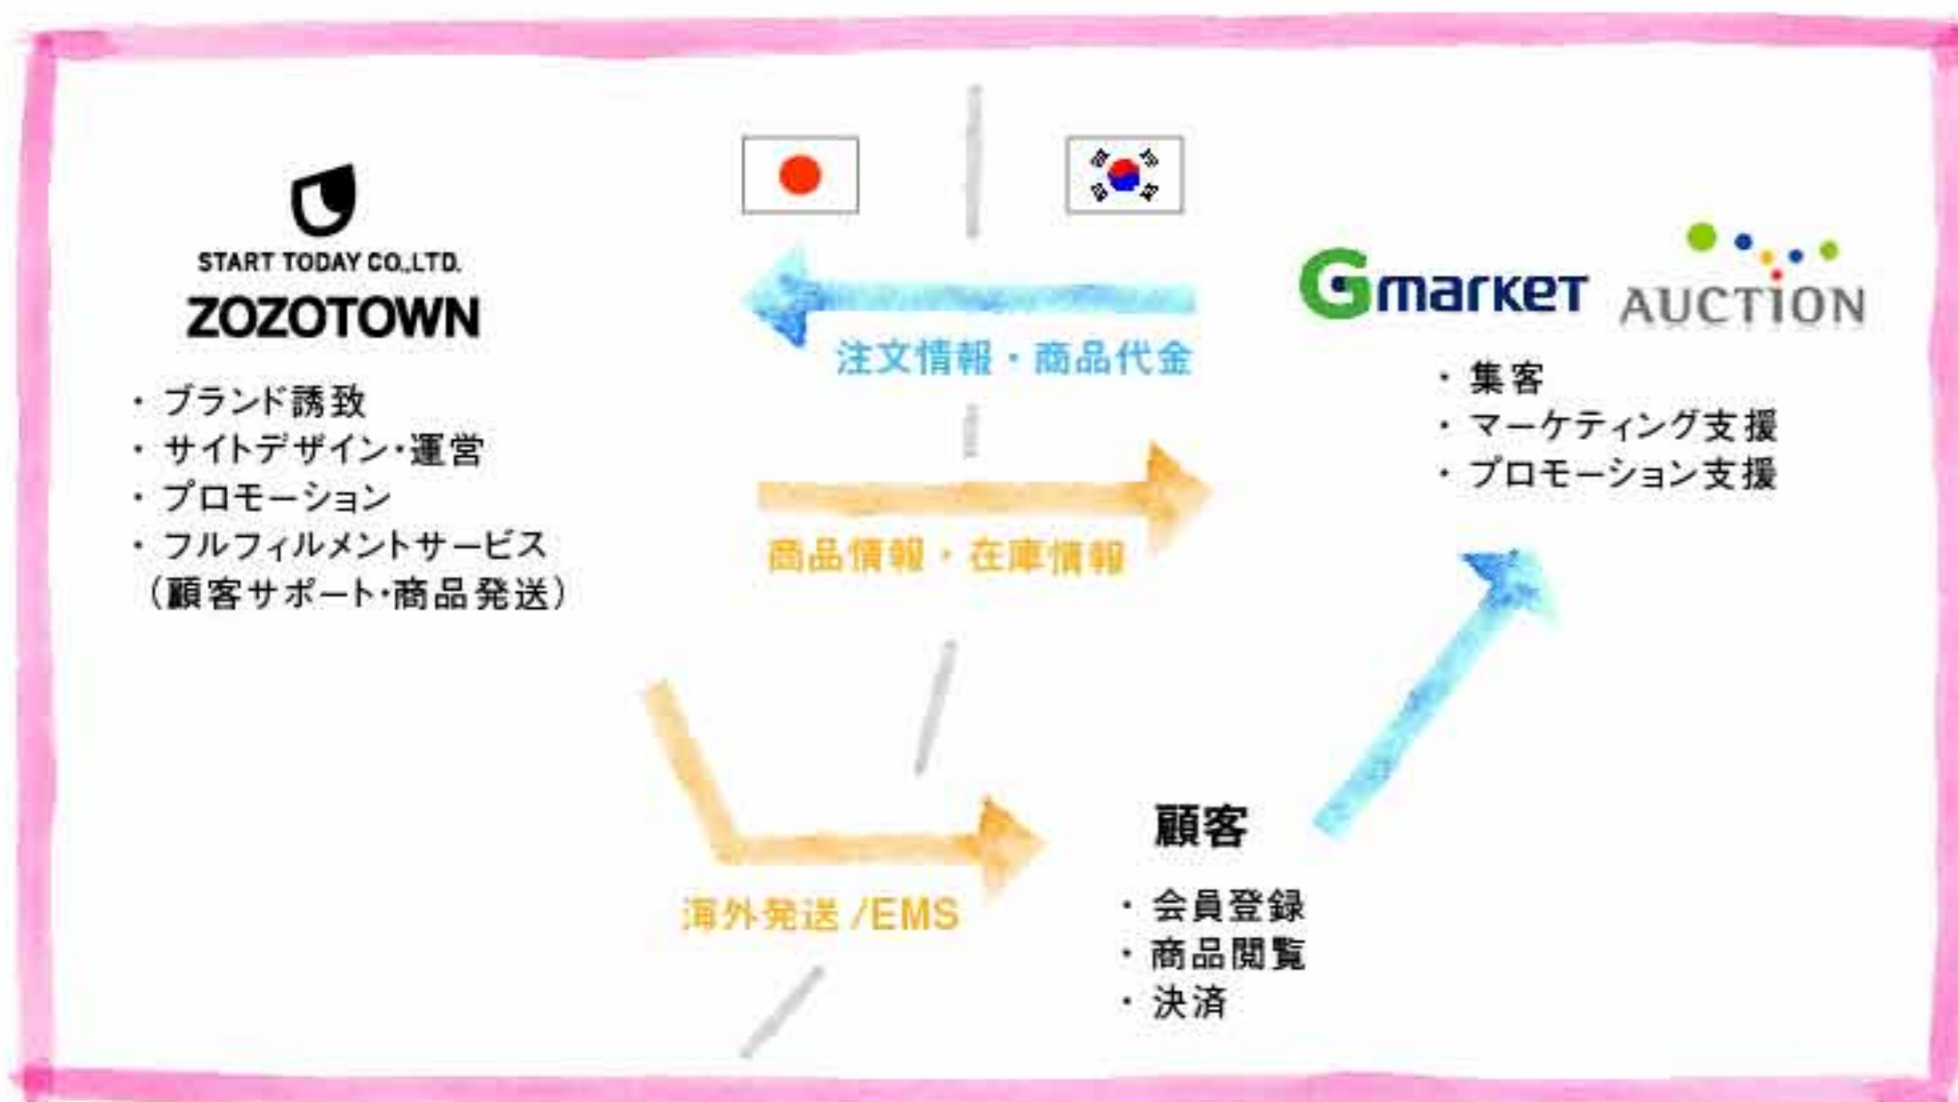 START TODAY CO.,LTD.
ZOZOTOWN
・ブランド誘致
・サイトデザイン・運営
・プロモーション
・フルフィルメントサービス
(顧客サポート・商品発送)
注文情報・商品代金
商品情報・在庫情報
海外発送/EMS
Gmarket
AUCTION
・集客
・マーケティング支援
・プロモーション支援
顧客
・会員登録
・商品閲覧
・決済